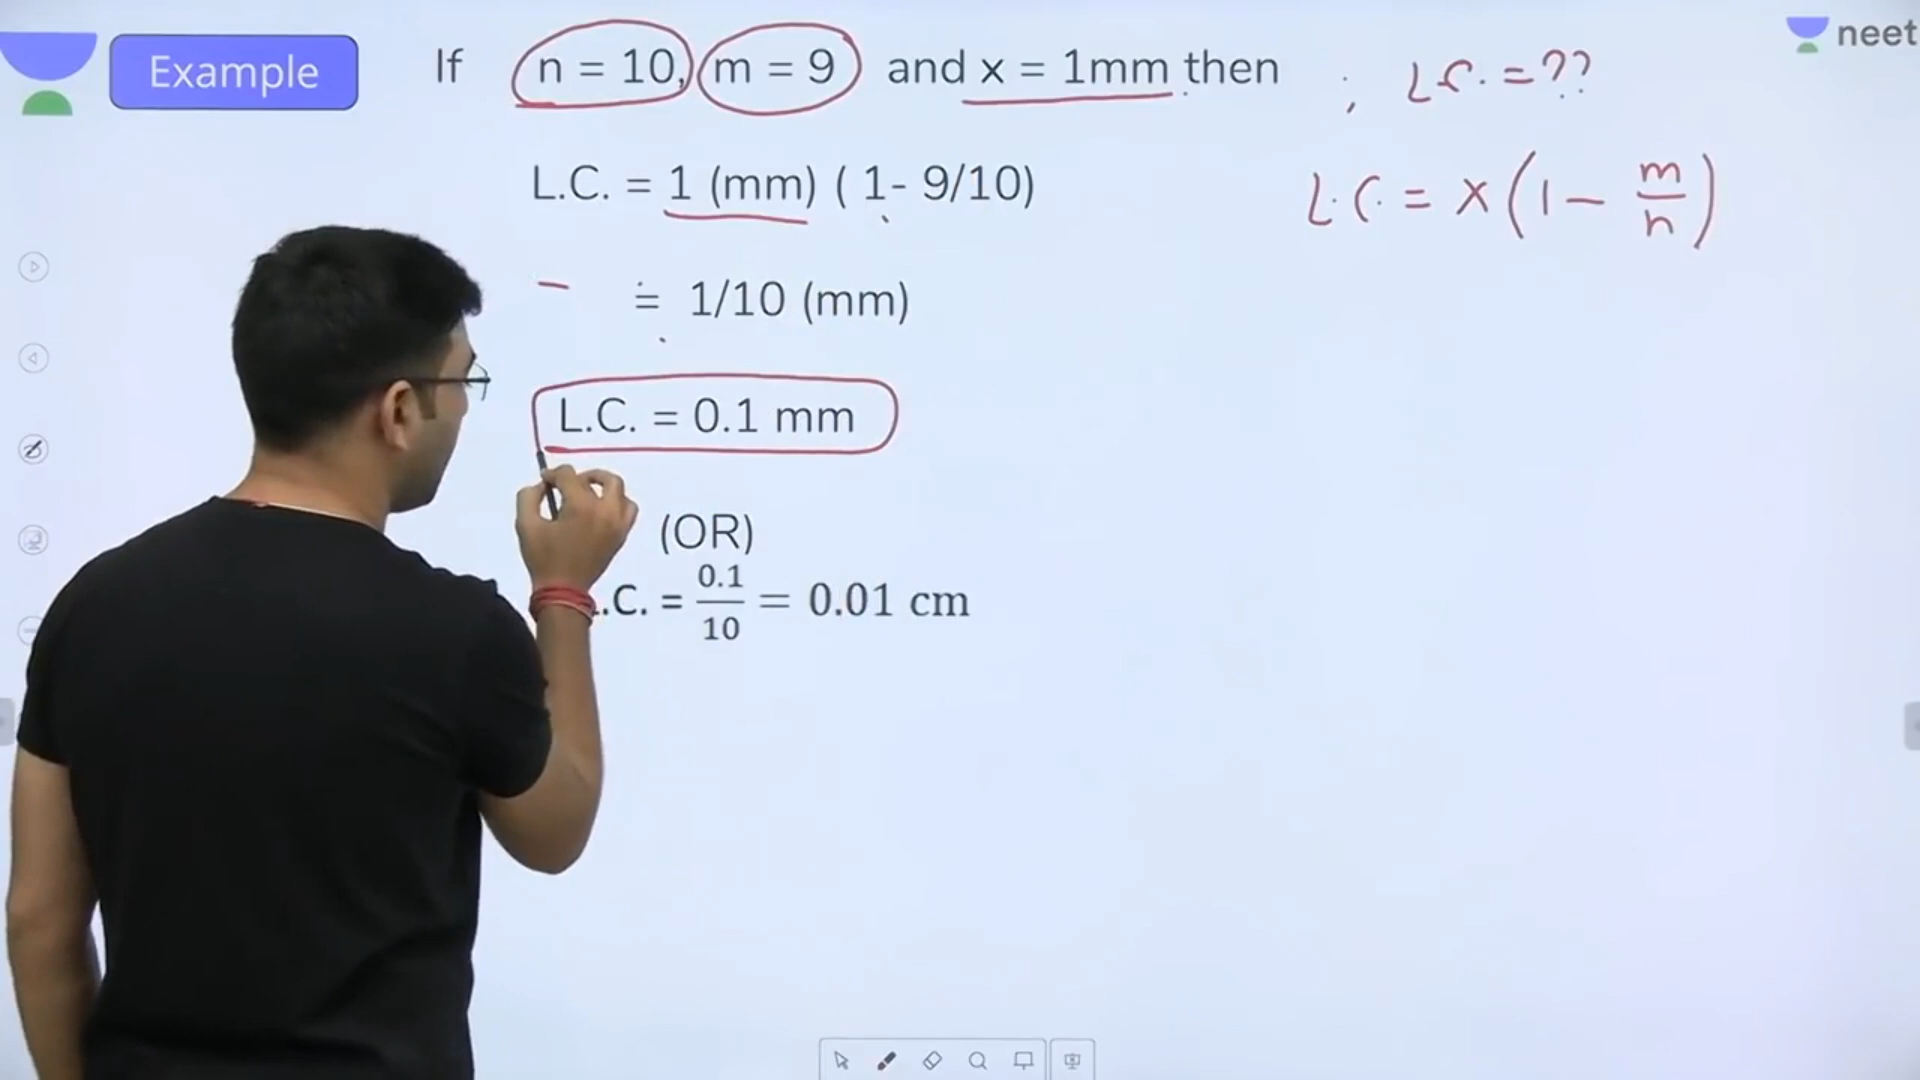 Example If n = 10, m = 9 and x = 1mm then ; L.C. = ??
neet
L.C. = 1 (mm) ( 1- 9/10)
L.C. = x(1 - m/n)
= 1/10 (mm)
L.C. = 0.1 mm
(OR)
.C. = 0.1/10 = 0.01 cm